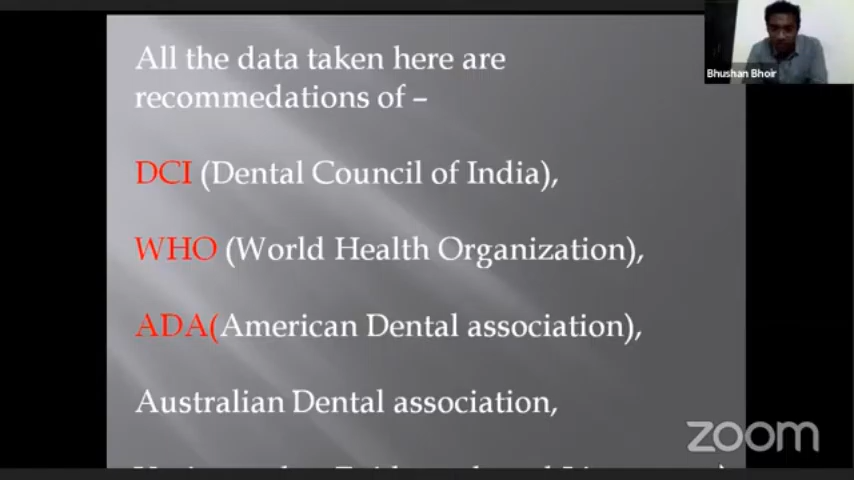 All the data taken here are
recommedations of –
DCI (Dental Council of India),
WHO (World Health Organization),
ADA(American Dental association),
Australian Dental association,
Bhushan Bhoir
zoom